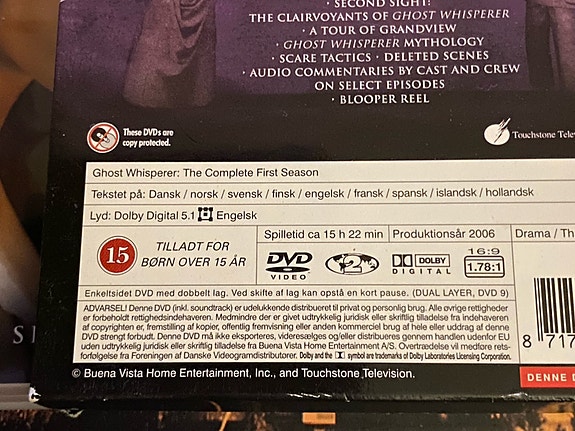 · SECOND SIGHT:
THE CLAIRVOYANTS OF GHOST WHISPERER
· A TOUR OF GRANDVIEW
· GHOST WHISPERER MYTHOLOGY
· SCARE TACTICS · DELETED SCENES
· AUDIO COMMENTARIES BY CAST AND CREW
ON SELECT EPISODES
· BLOOPER REEL
These DVDs are
copy protected.
Touchstone Telev
Ghost Whisperer: The Complete First Season
Tekstet på: Dansk / norsk / svensk / finsk / engelsk / fransk / spansk / islandsk / hollandsk
Lyd: Dolby Digital 5.1 Engelsk
15
TILLADT FOR
BØRN OVER 15 ÅR
Spilletid ca 15 h 22 min
Produktionsår 2006
Drama / Th
DVD
VIDEO
2
DOLBY
DIGITAL
16:9
1.78:1
Enkeltsidet DVD med dobbelt lag. Ved skifte af lag kan opstå en kort pause. (DUAL LAYER, DVD 9)
ADVARSEL! Denne DVD (inkl. soundtrack) er udelukkende distribueret til privat og personlig brug. Alle øvrige rettigheder
er forbeholdt rettighedsindehaveren. Medmindre der er givet udtrykkelig juridisk eller skriftlig tilladelse fra indehaveren
af copyrighten er, fremstilling af kopier, offentlig fremvisning eller anden kommerciel brug af hele eller uddrag af denne
DVD strengt forbudt. Denne DVD må ikke exporteres, videresælges og/eller distribueres gennem handlen udenfor EU
uden udtrykkelig juridisk eller skriftlig tilladelse fra Buena Vista Home Entertainment A/S. Overtrædelse vil medføre rets-
forfølgelse fra Foreningen af Danske Videogramdistributører. Dolby and the symbol are trademarks of Dolby Laboratories Licensing Corporation.
8 717
© Buena Vista Home Entertainment, Inc., and Touchstone Television.
DENNE D
S